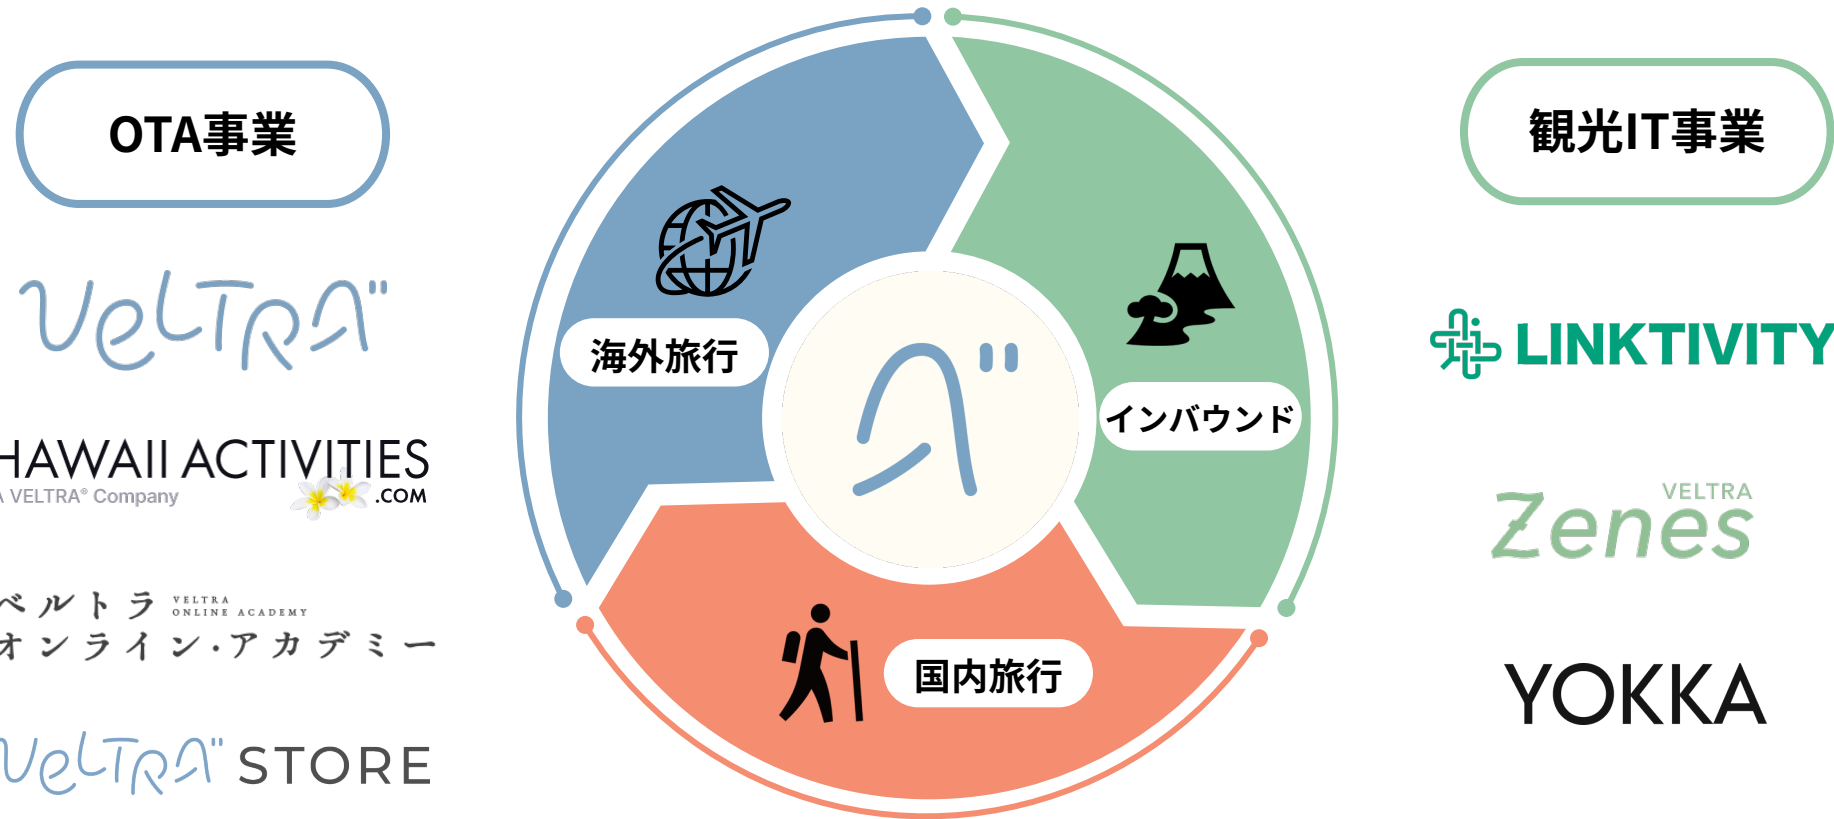 OTA事業
VELTRA
HAWAII ACTIVITIES
A VELTRA® Company
.COM
ベルトラ
VELTRA
ONLINE ACADEMY
オンライン・アカデミー
VELTRA STORE
海外旅行
インバウンド
国内旅行
観光IT事業
LINKTIVITY
VELTRA
Zenes
YOKKA